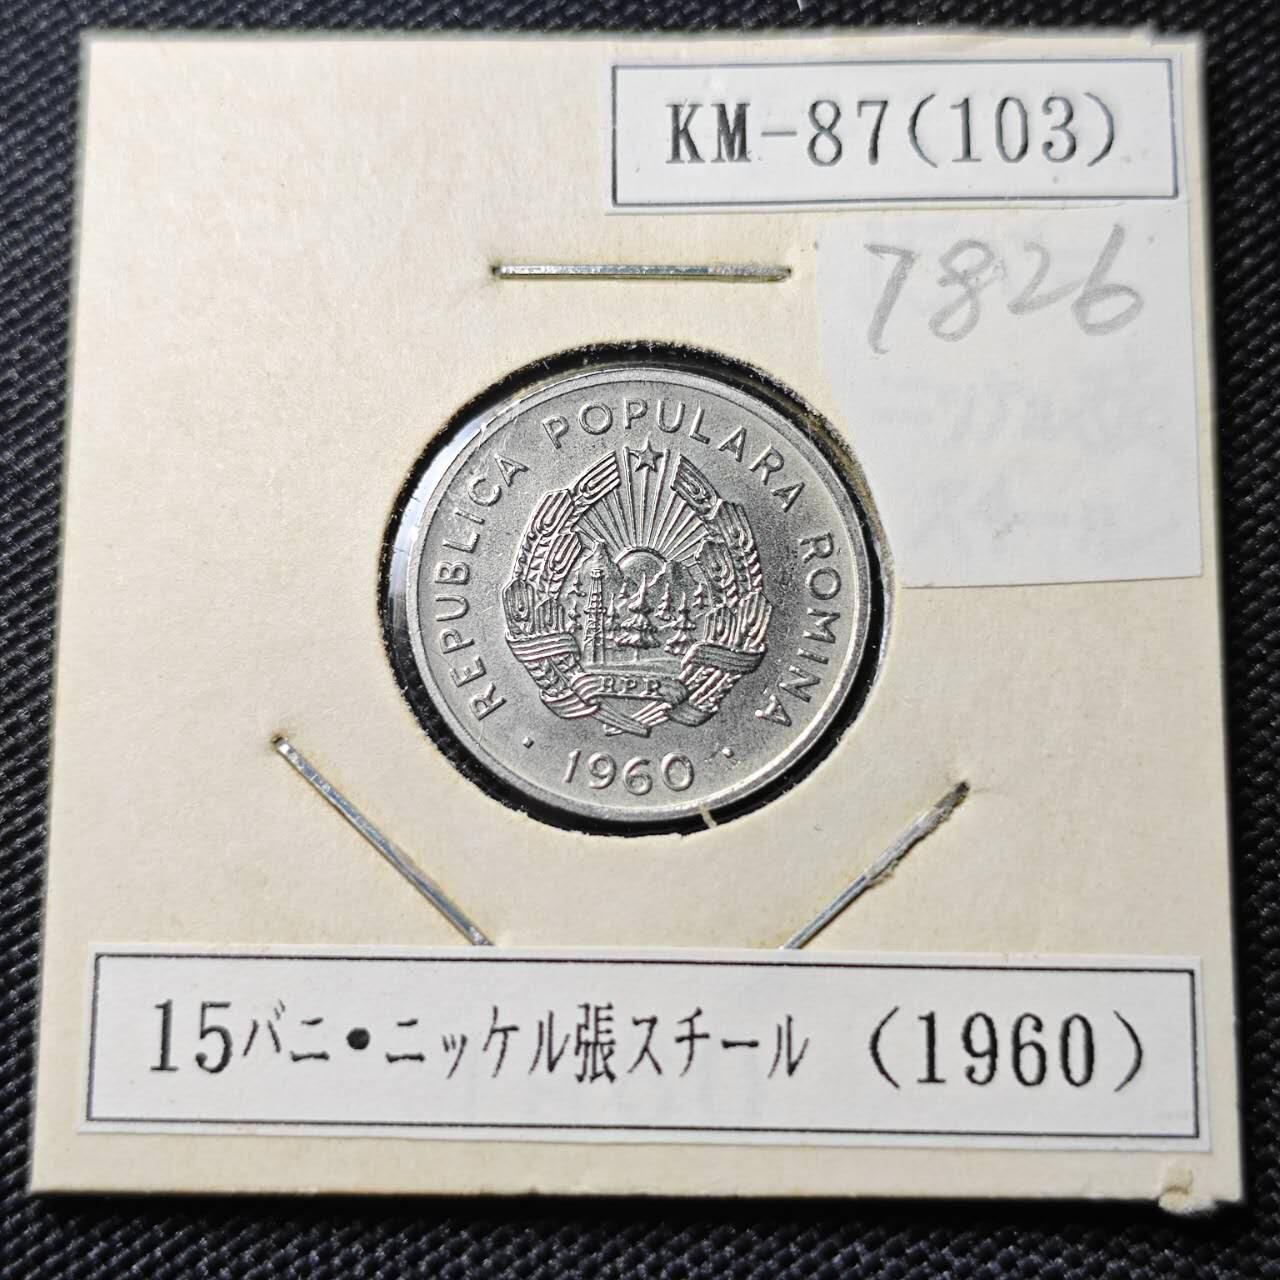 KM-87(103)
7826
REPUBLICA POPULARA ROMINA
RPR
· 1960 ·
15バニ・ニッケル張スチール (1960)